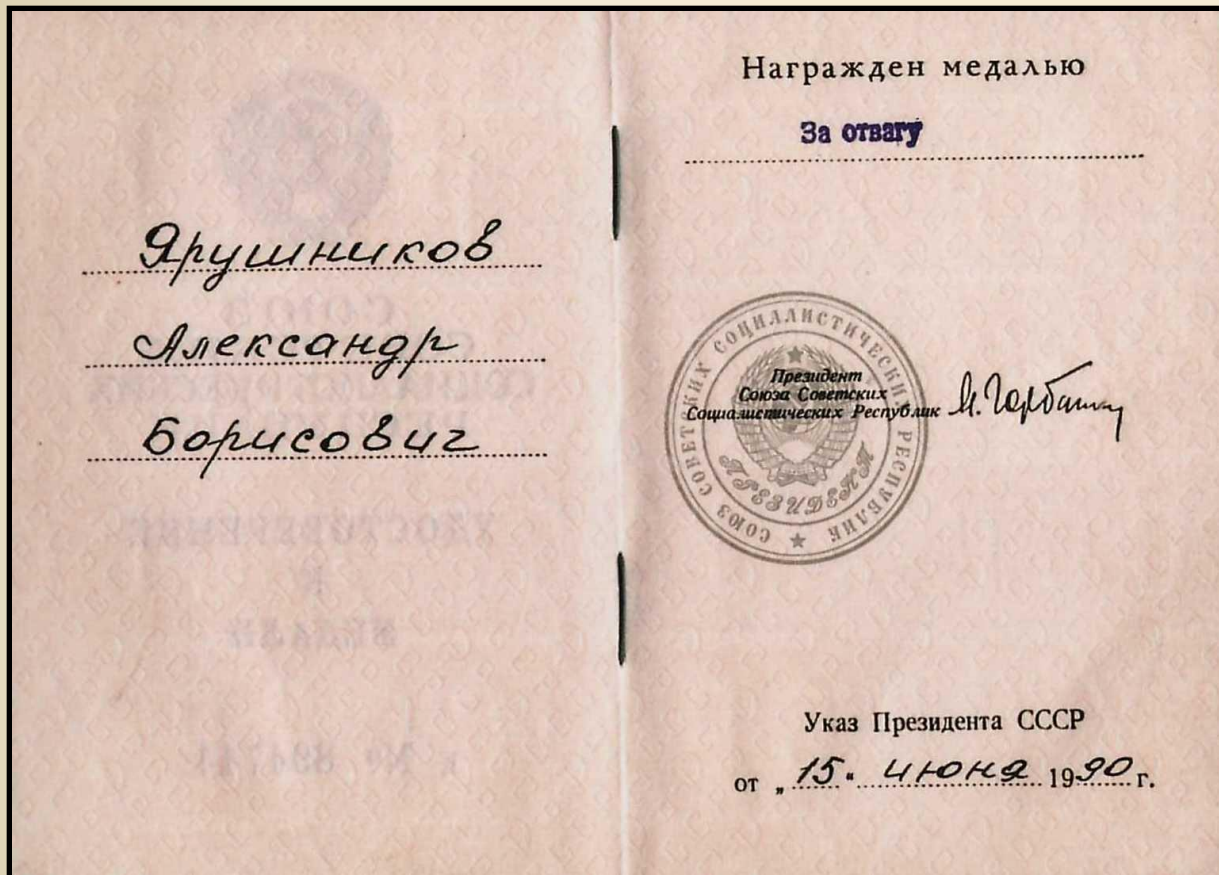 Ярушников
Александр
Борисович
Награжден медалью
За отвагу
СОЮЗ СОВЕТСКИХ СОЦИАЛИСТИЧЕСКИХ РЕСПУБЛИК
Президент
Союза Советских
Социалистических Республик М. Горбачев
ПРЕЗИДЕНТ
Указ Президента СССР
от „15“ июня 1990 г.